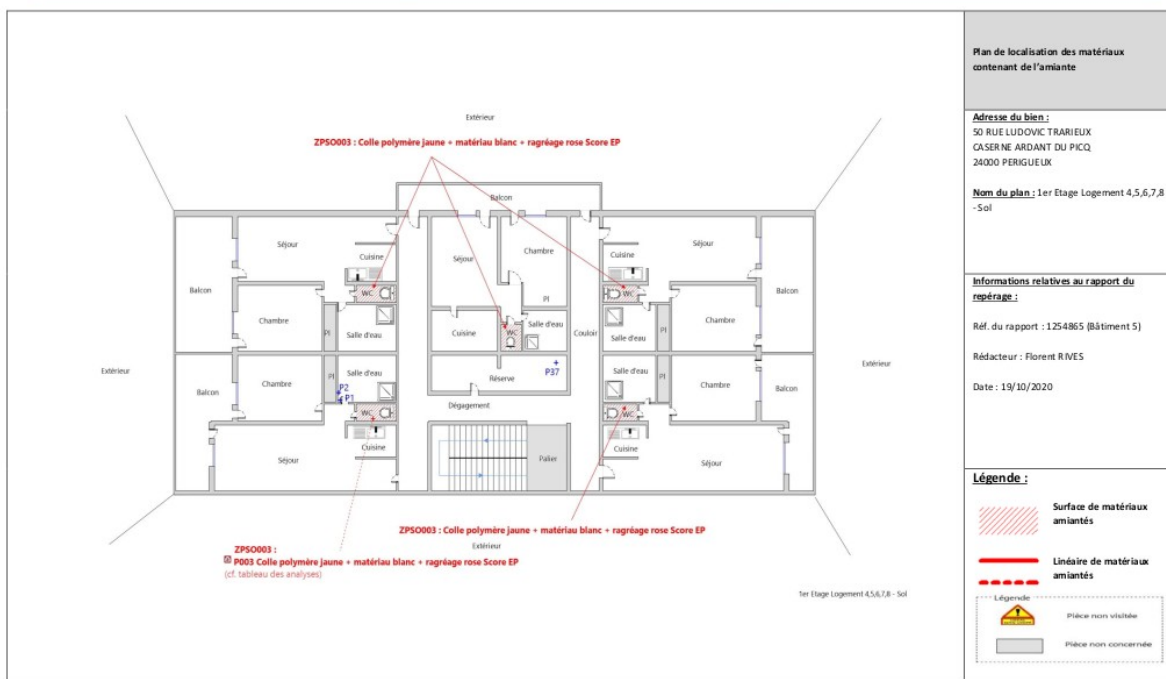 Plan de localisation des matériaux
contenant de l'amiante
Adresse du bien :
50 RUE LUDOVIC TRARIEUX
CASERNE ARDANT DU PICQ
24000 PERIGUEUX
Nom du plan : 1er Etage Logement 4,5,6,7,8
- Sol
Informations relatives au rapport du
repérage :
Réf. du rapport : 1254865 (Bâtiment 5)
Rédacteur : Florent RIVES
Date : 19/10/2020
Légende :
Surface de matériaux
amiantés
Linéaire de matériaux
amiantés
Légende
Pièce non visitée
Pièce non concernée
Extérieur
ZPSO003 : Colle polymère jaune + matériau blanc + ragréage rose Score EP
Balcon
Séjour
Cuisine
WC
Balcon
Chambre
Pl
Salle d'eau
Séjour
Chambre
Pl
Cuisine
WC
Salle d'eau
Couloir
Cuisine
Séjour
WC
Balcon
Chambre
Pl
Salle d'eau
Extérieur
Balcon
Chambre
Pl
Salle d'eau
P2
P1
WC
Cuisine
Séjour
Réserve
P37
Dégagement
Palier
Salle d'eau
Pl
Chambre
Balcon
WC
Cuisine
Séjour
Extérieur
ZPSO003 : Colle polymère jaune + matériau blanc + ragréage rose Score EP
Extérieur
ZPSO003 :
P003 Colle polymère jaune + matériau blanc + ragréage rose Score EP
(cf. tableau des analyses)
1er Etage Logement 4,5,6,7,8 - Sol